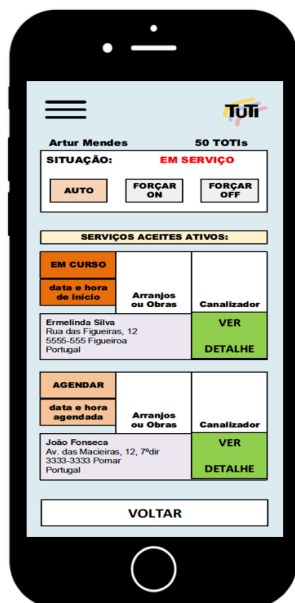 TUTi
Artur Mendes 50 TOTIs
SITUAÇÃO: EM SERVIÇO
AUTO
FORÇAR
ON
FORÇAR
OFF
SERVIÇOS ACEITES ATIVOS:
EM CURSO
data e hora
de inicio
Arranjos
ou Obras
Canalizador
Ermelinda Silva
Rua das Figueiras, 12
5555-555 Figueiroa
Portugal
VER
DETALHE
AGENDAR
data e hora
agendada
Arranjos
ou Obras
Canalizador
João Fonseca
Av. das Macieiras, 12, 7ºdir
3333-3333 Pomar
Portugal
VER
DETALHE
VOLTAR